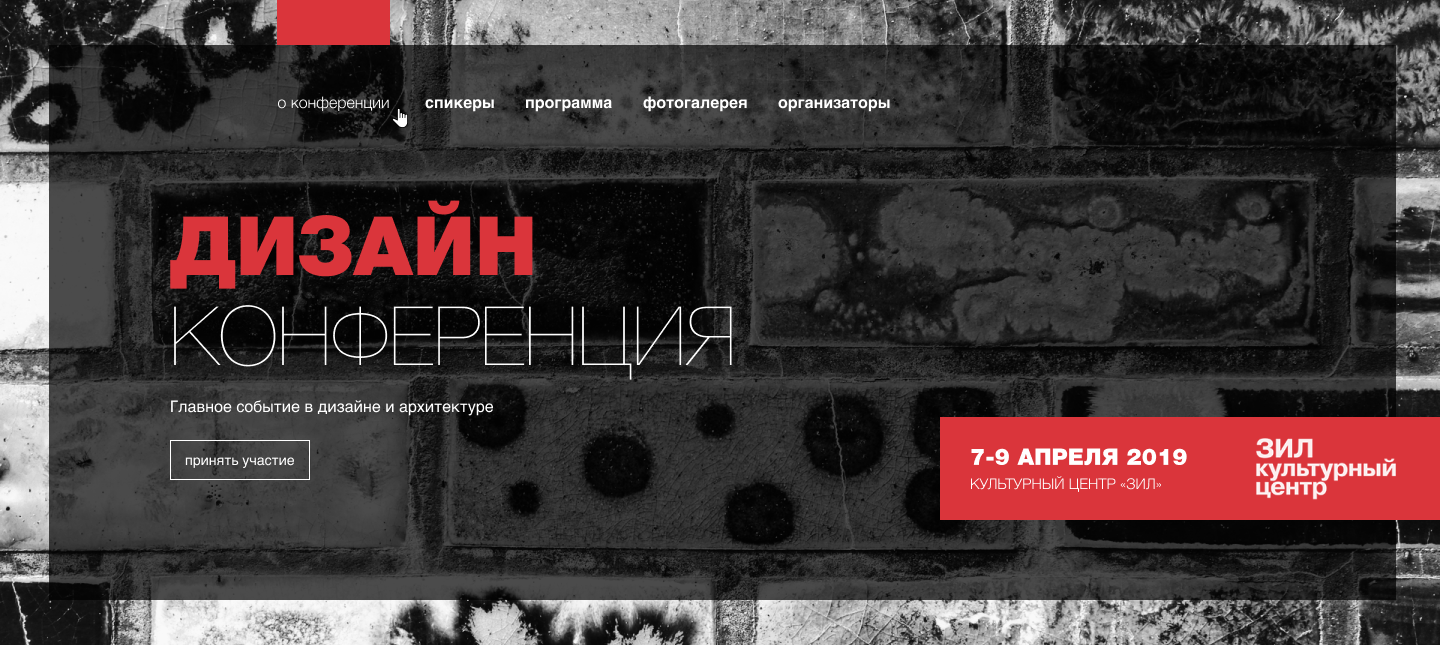 о конференции спикеры программа фотогалерея организаторы
ДИЗАЙН
КОНФЕРЕНЦИЯ
Главное событие в дизайне и архитектуре
принять участие
7-9 АПРЕЛЯ 2019
КУЛЬТУРНЫЙ ЦЕНТР «ЗИЛ»
ЗИЛ
культурный
центр